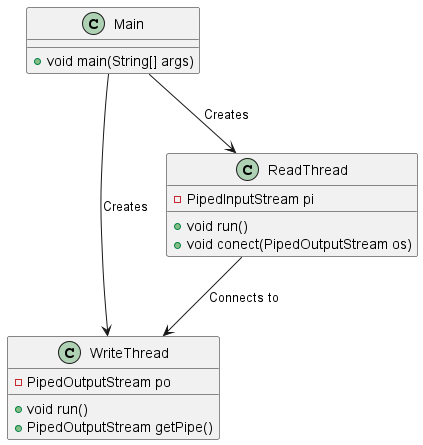 C Main
void main(String[] args)
Creates
C ReadThread
PipedInputStream pi
void run()
void conect(PipedOutputStream os)
Creates
Connects to
C WriteThread
PipedOutputStream po
void run()
PipedOutputStream getPipe()